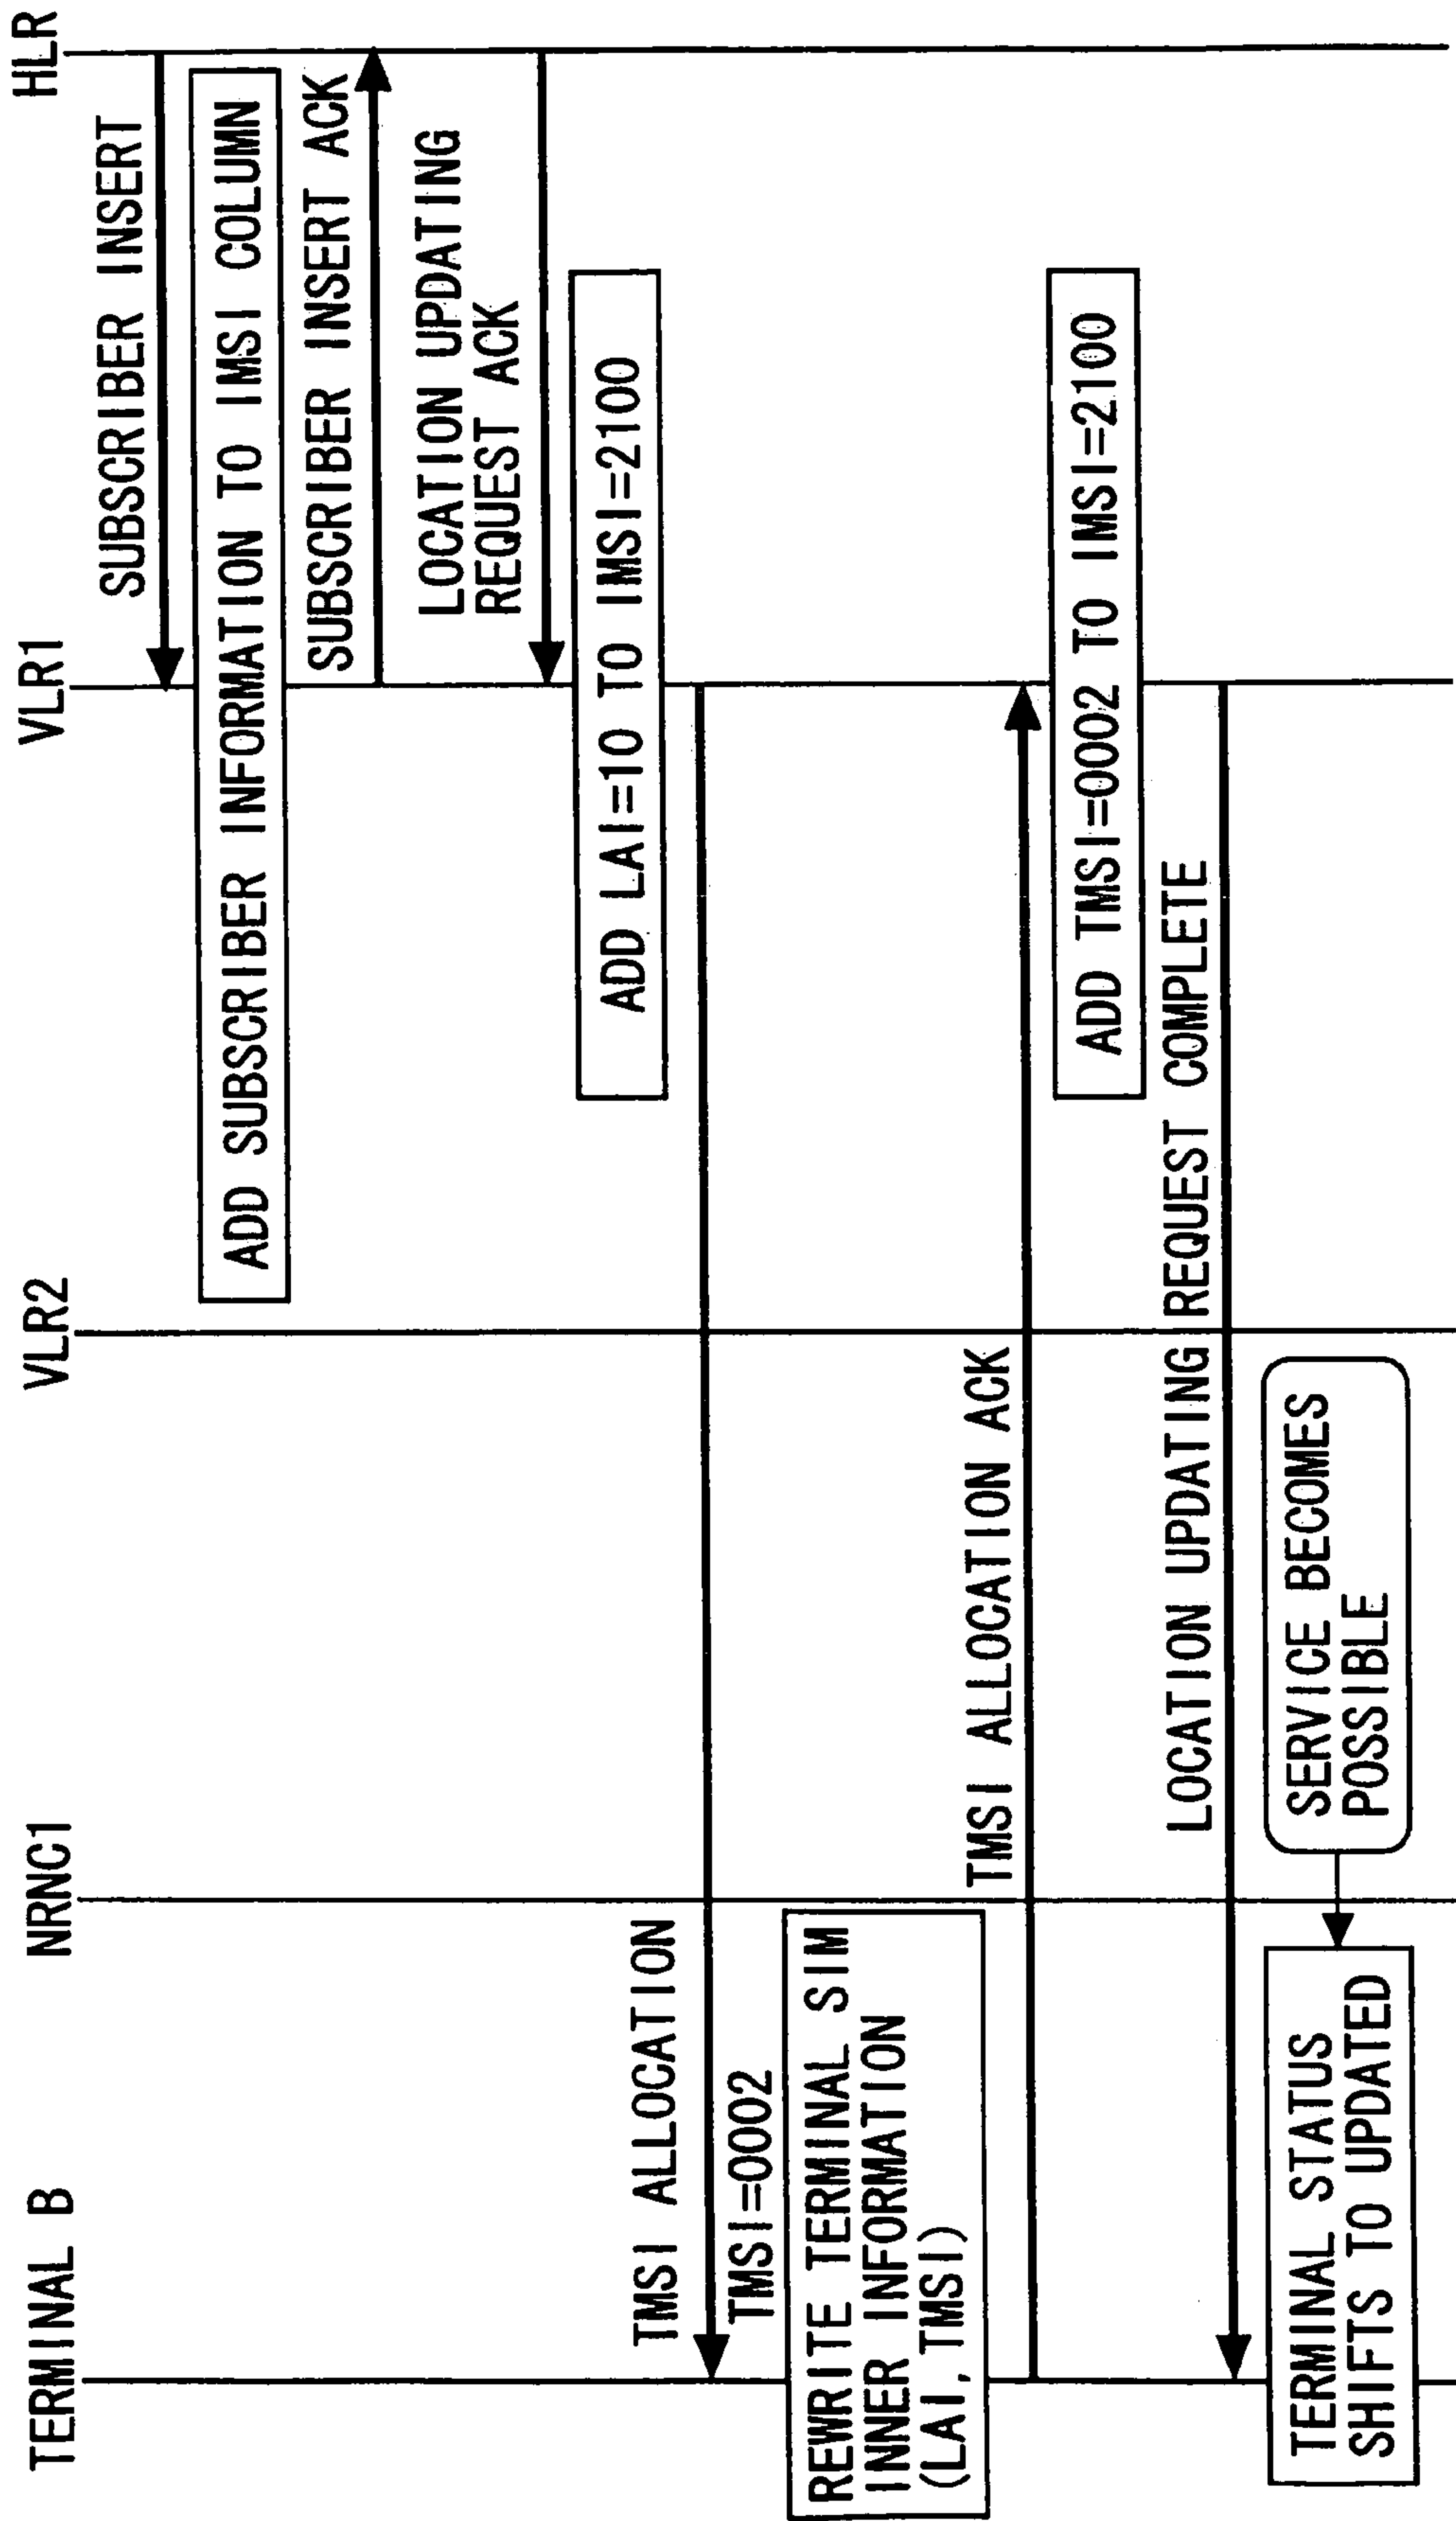 TERMINAL B
NRNC1
VLR2
VLR1
HLR
SUBSCRIBER INSERT
ADD SUBSCRIBER INFORMATION TO IMSI COLUMN
SUBSCRIBER INSERT ACK
LOCATION UPDATING
REQUEST ACK
ADD LAI=10 TO IMSI=2100
TMSI ALLOCATION
TMSI=0002
REWRITE TERMINAL SIM
INNER INFORMATION
(LAI, TMSI)
TMSI ALLOCATION ACK
ADD TMSI=0002 TO IMSI=2100
LOCATION UPDATING REQUEST COMPLETE
SERVICE BECOMES
POSSIBLE
TERMINAL STATUS
SHIFTS TO UPDATED